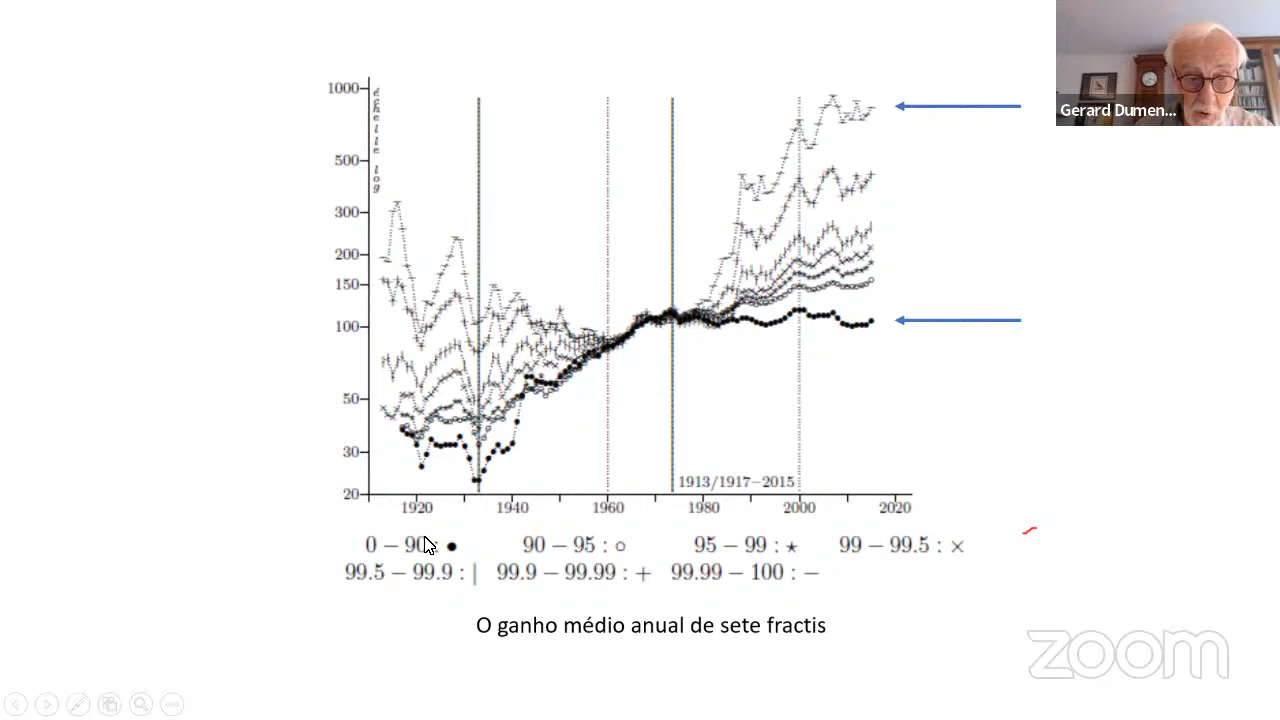 Gerard Dumen...
1000
échelle log
500
300
200
150
100
50
30
20
1913/1917−2015
1920 1940 1960 1980 2000 2020
0 − 90 : ● 90 − 95 : ○ 95 − 99 : ⋆ 99 − 99.5 : ×
99.5 − 99.9 : | 99.9 − 99.99 : + 99.99 − 100 : −
O ganho médio anual de sete fractis
zoom